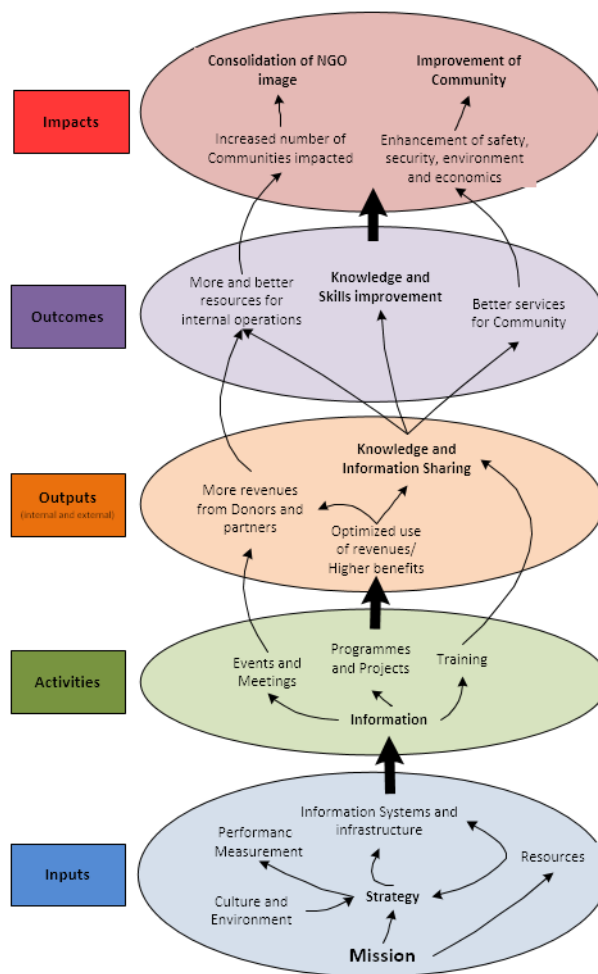 Impacts
Consolidation of NGO
image
Improvement of
Community
Increased number of
Communities impacted
Enhancement of safety,
security, environment
and economics
Outcomes
More and better
resources for
internal operations
Knowledge and
Skills improvement
Better services
for Community
Outputs
(internal and external)
Knowledge and
Information Sharing
More revenues
from Donors and
partners
Optimized use
of revenues/
Higher benefits
Activities
Events and
Meetings
Programmes
and Projects
Training
Information
Inputs
Information Systems and
infrastructure
Performanc
Measurement
Resources
Strategy
Culture and
Environment
Mission